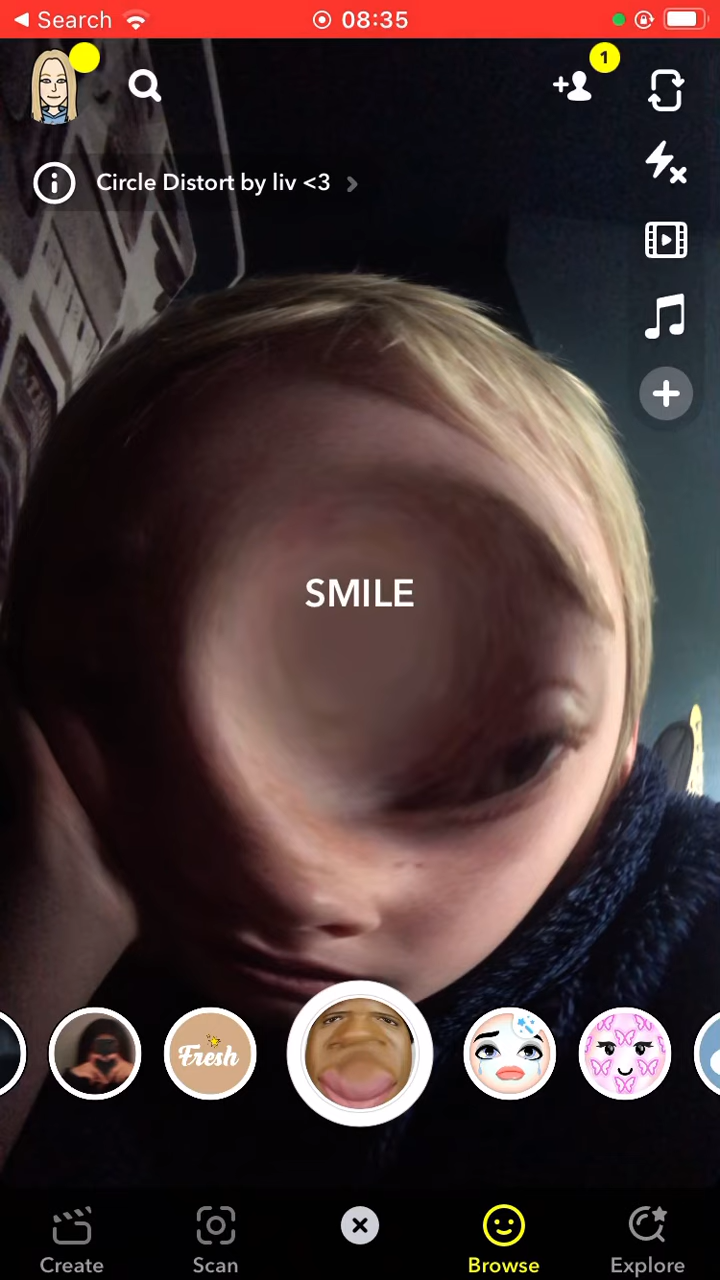 Search
08:35
1
Circle Distort by liv <3
SMILE
Fresh
Create
Scan
Browse
Explore